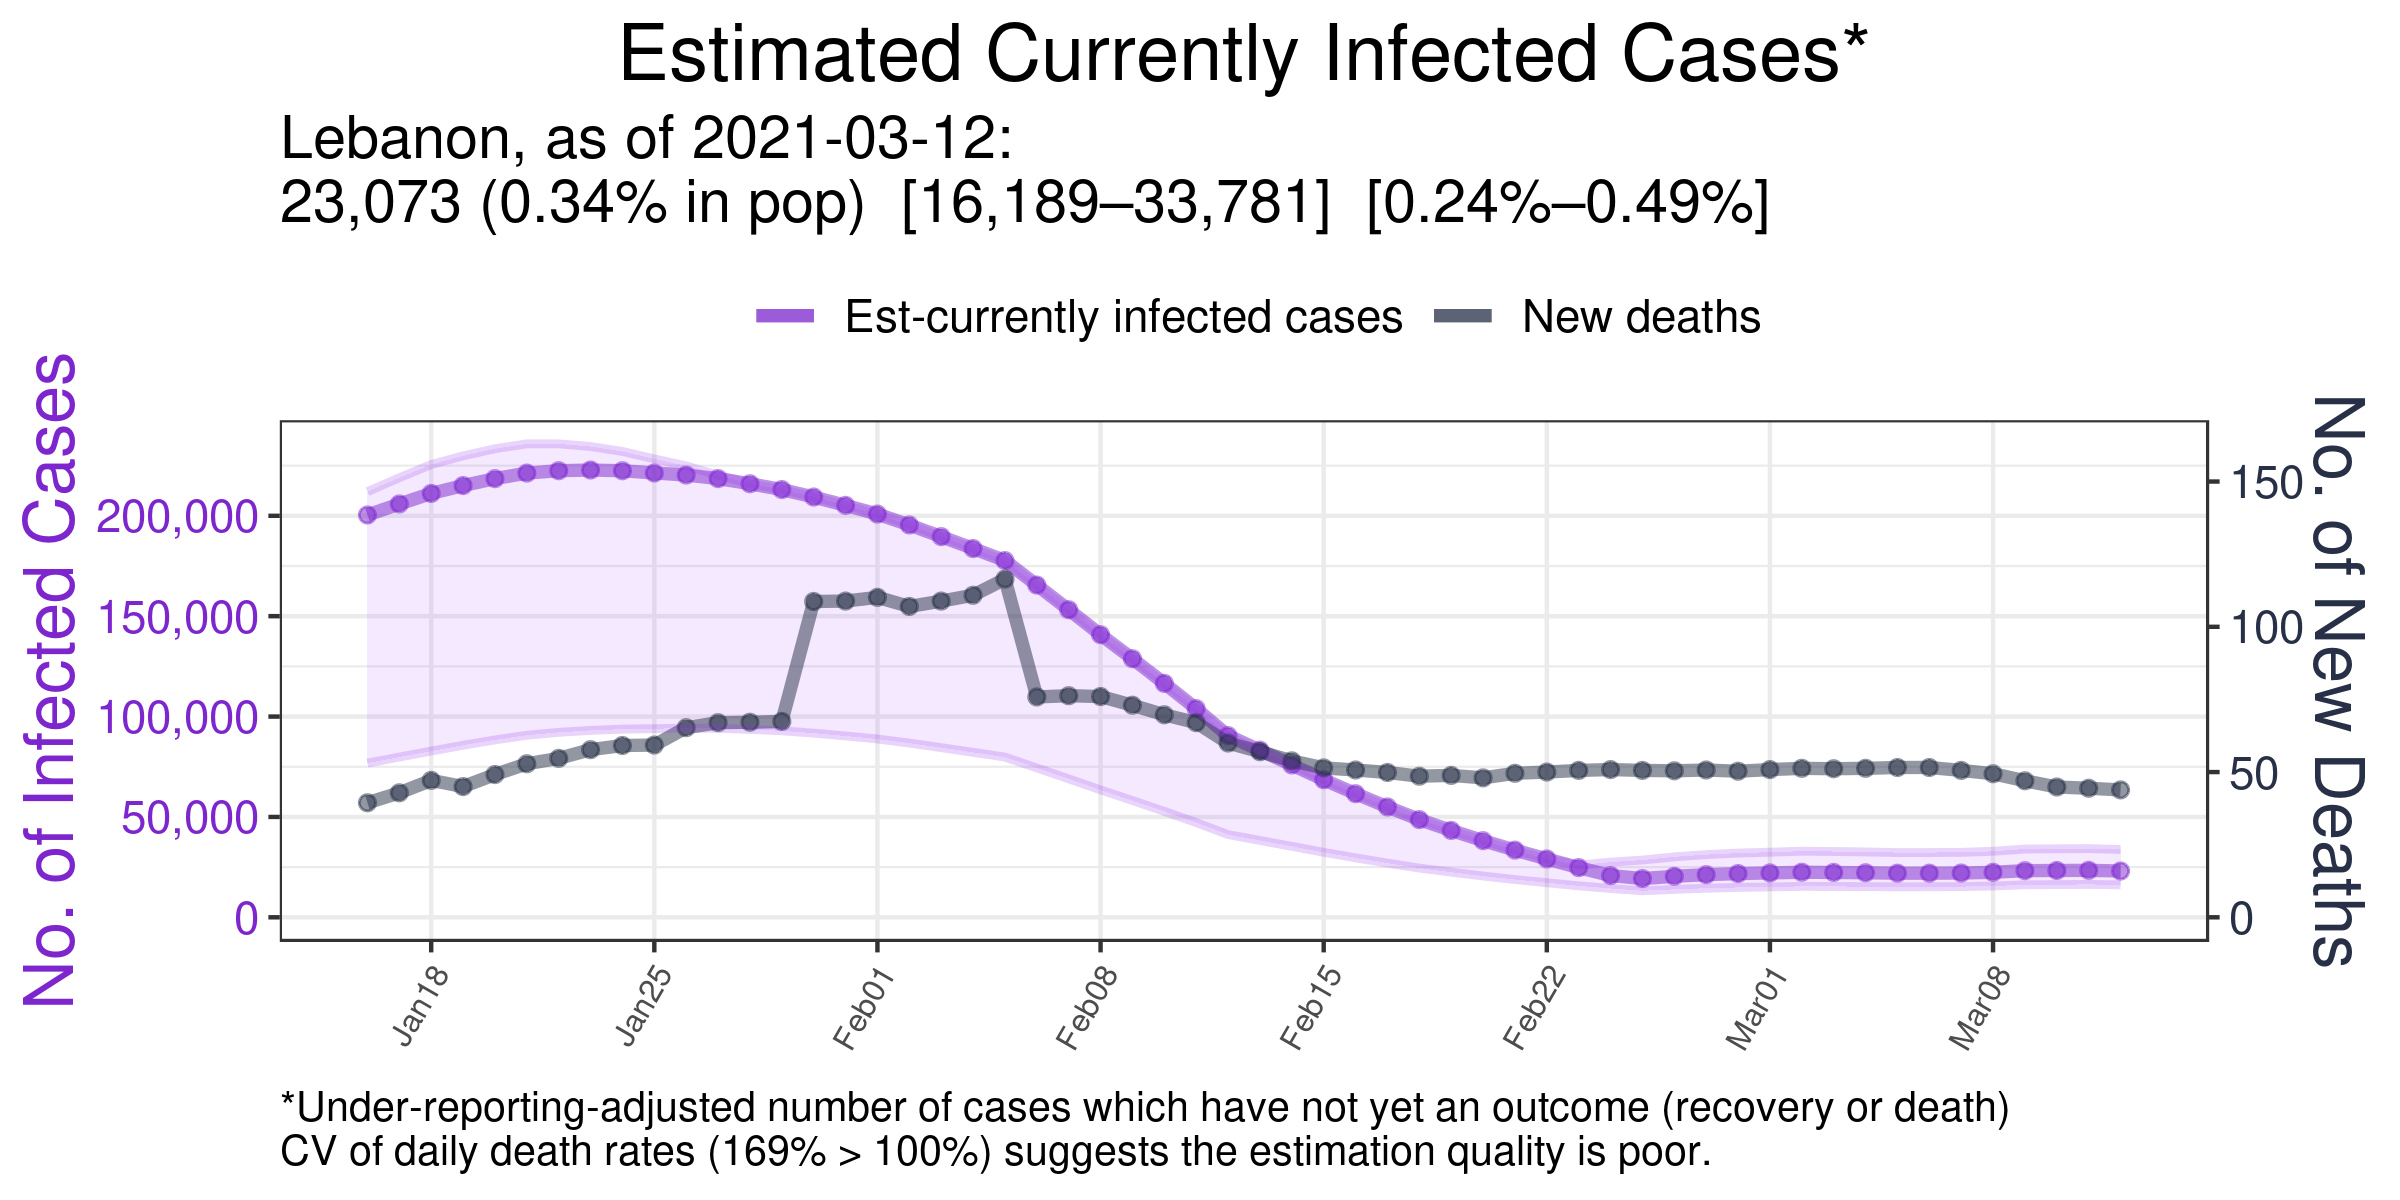 Estimated Currently Infected Cases*
Lebanon, as of 2021-03-12:
23,073 (0.34% in pop)  [16,189–33,781]  [0.24%–0.49%]
Est-currently infected cases
New deaths
No. of Infected Cases
200,000
150,000
100,000
50,000
0
150
100
50
0
No. of New Deaths
Jan18
Jan25
Feb01
Feb08
Feb15
Feb22
Mar01
Mar08
*Under-reporting-adjusted number of cases which have not yet an outcome (recovery or death)
CV of daily death rates (169% > 100%) suggests the estimation quality is poor.